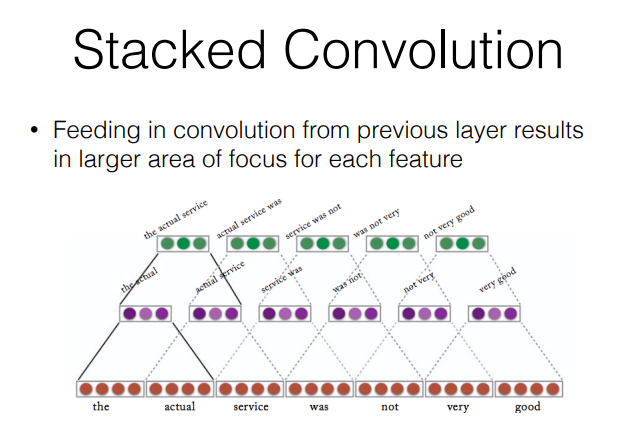 Stacked Convolution
• Feeding in convolution from previous layer results
in larger area of focus for each feature
the actual service
actual service was
service was not
was not very
not very good
the actual
actual service
service was
was not
not very
very good
the
actual
service
was
not
very
good